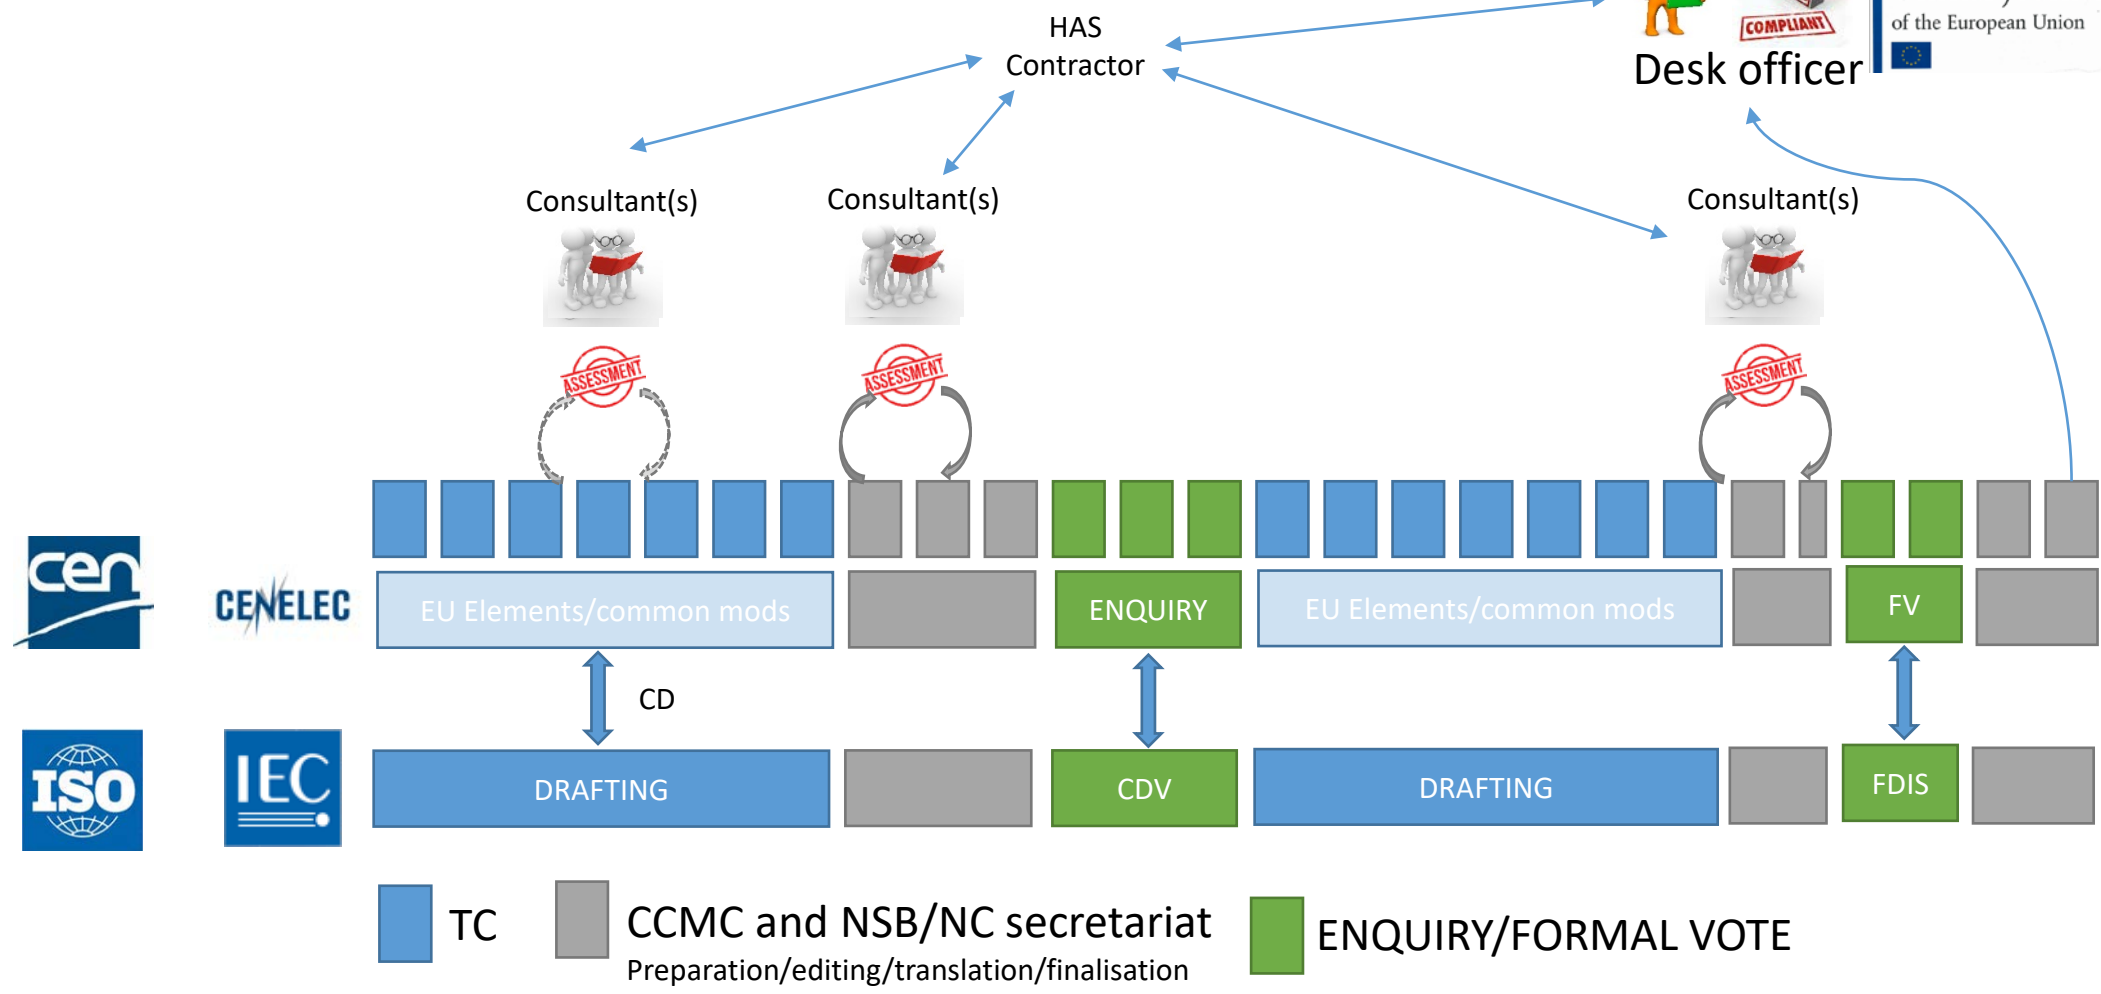 HAS
Contractor
COMPLIANT
of the European Union
Desk officer
Consultant(s)
Consultant(s)
Consultant(s)
ASSESSMENT
ASSESSMENT
ASSESSMENT
cen
CENELEC
EU Elements/common mods
ENQUIRY
EU Elements/common mods
FV
CD
ISO
IEC
DRAFTING
CDV
DRAFTING
FDIS
TC
CCMC and NSB/NC secretariat
Preparation/editing/translation/finalisation
ENQUIRY/FORMAL VOTE